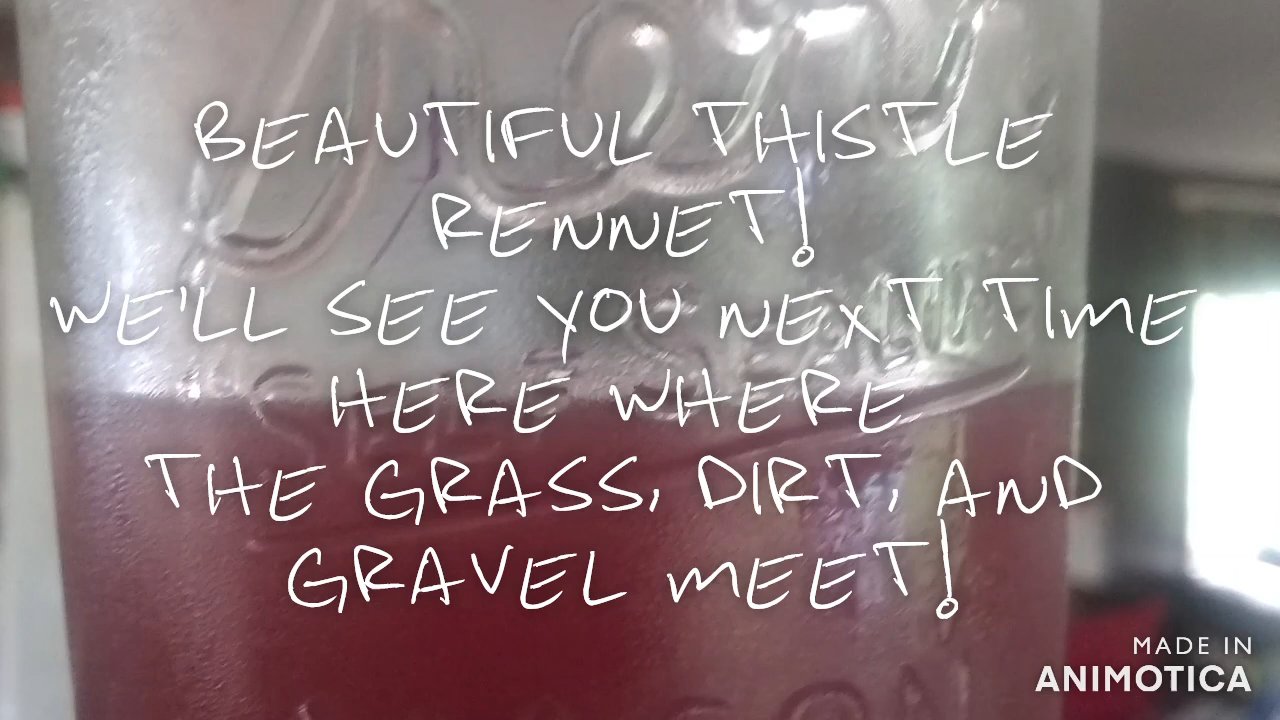 Ball
BEAUTIFUL THISTLE
RENNET!
WE'LL SEE YOU NEXT TIME
HERE WHERE
THE GRASS, DIRT, AND
GRAVEL MEET!
MADE IN
ANIMOTICA